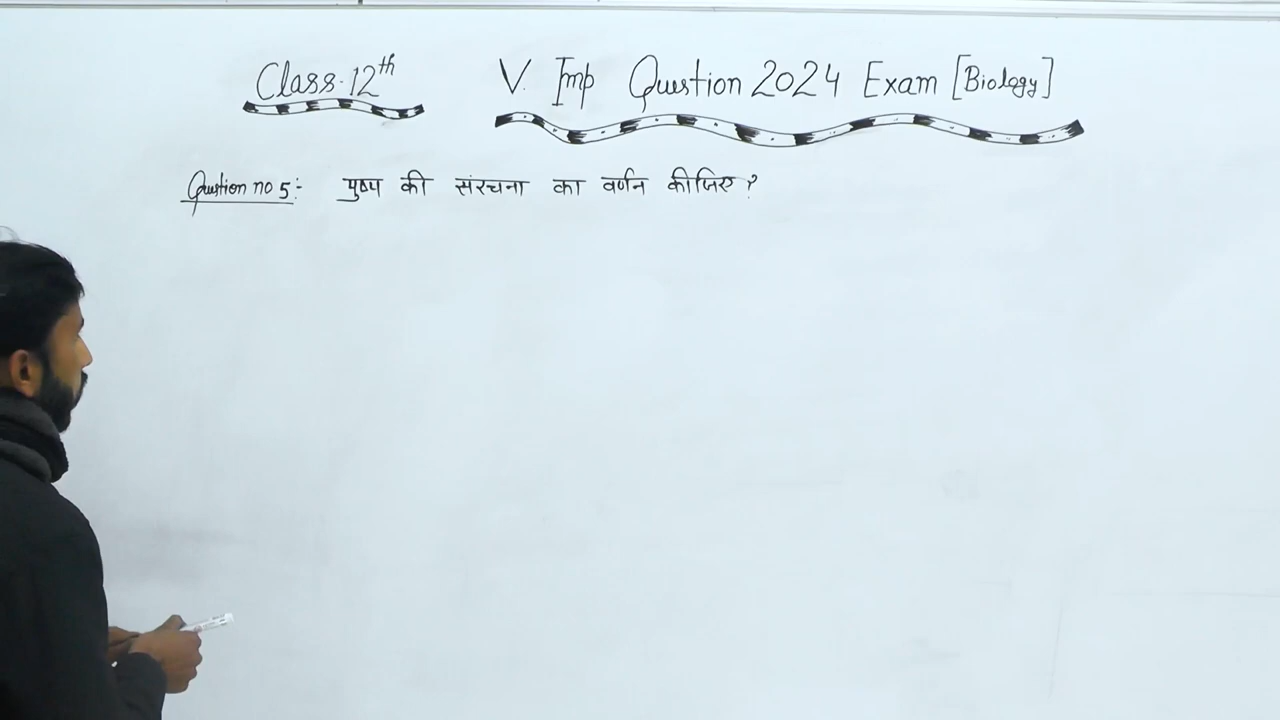 Class-12th V. Imp Question 2024 Exam [Biology]
Question no 5:- पुष्प की संरचना का वर्णन कीजिए ?